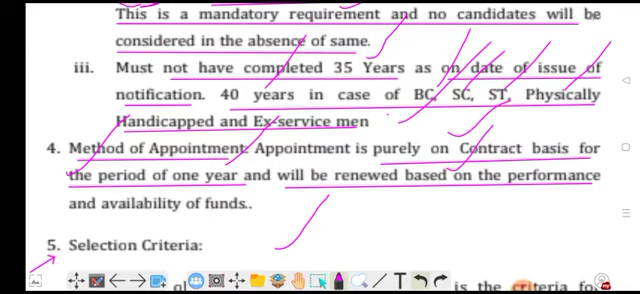 This is a mandatory requirement and no candidates will be
considered in the absence of same.
iii. Must not have completed 35 Years as on date of issue of
notification. 40 years in case of BC, SC, ST, Physically
Handicapped and Ex-service men
4. Method of Appointment: Appointment is purely on Contract basis for
the period of one year and will be renewed based on the performance
and availability of funds..
5. Selection Criteria:
is the criteria for